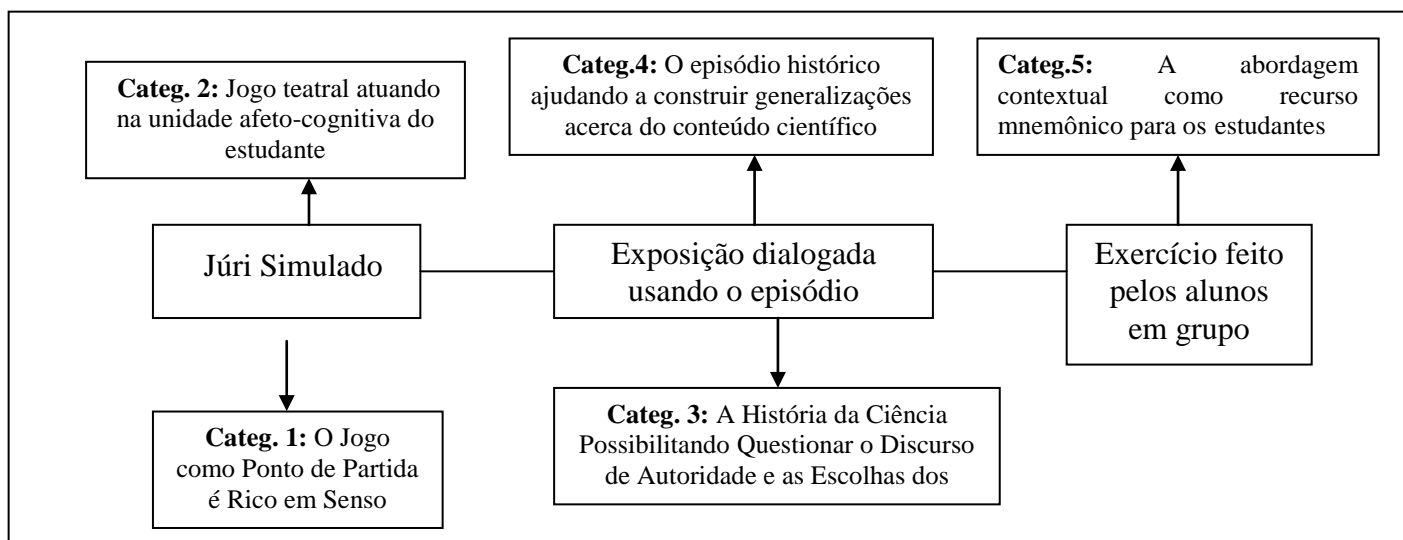 Categ. 2: Jogo teatral atuando
na unidade afeto-cognitiva do
estudante
Categ.4: O episódio histórico
ajudando a construir generalizações
acerca do conteúdo científico
Categ.5: A abordagem
contextual como recurso
mnemônico para os estudantes
Júri Simulado
Exposição dialogada
usando o episódio
Exercício feito
pelos alunos
em grupo
Categ. 1: O Jogo
como Ponto de Partida
é Rico em Senso
Categ. 3: A História da Ciência
Possibilitando Questionar o Discurso
de Autoridade e as Escolhas dos